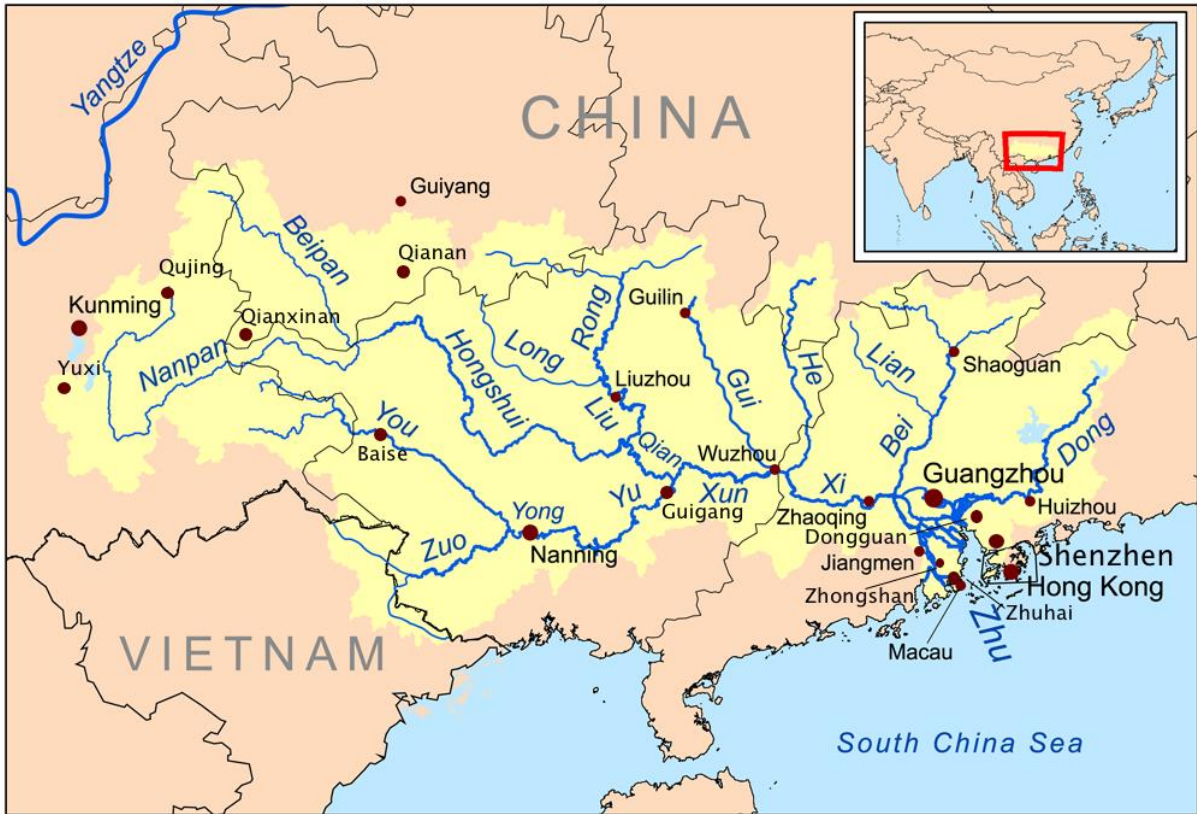 Yangtze
CHINA
Guiyang
Beipan
Qianan
Qujing
Kunming
Qianxinan
Nanpan
Yuxi
Hongshui
Long
Rong
Guilin
Gui
He
Lian
Shaoguan
Liuzhou
Liu
Qian
Bei
Dong
You
Baise
Wuzhou
Xi
Guangzhou
Yong
Yu
Xun
Guigang
Zhaoqing
Huizhou
Dongguan
Zuo
Nanning
Jiangmen
Shenzhen
Hong Kong
Zhongshan
Zhuhai
Zhu
Macau
VIETNAM
South China Sea